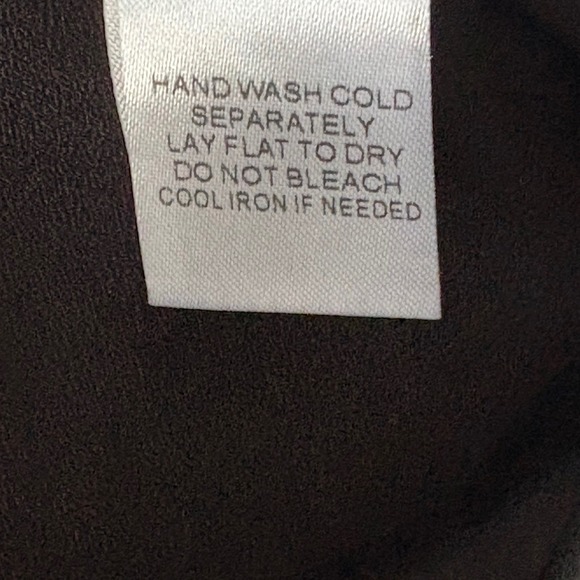 HAND WASH COLD
SEPARATELY
LAY FLAT TO DRY
DO NOT BLEACH
COOL IRON IF NEEDED